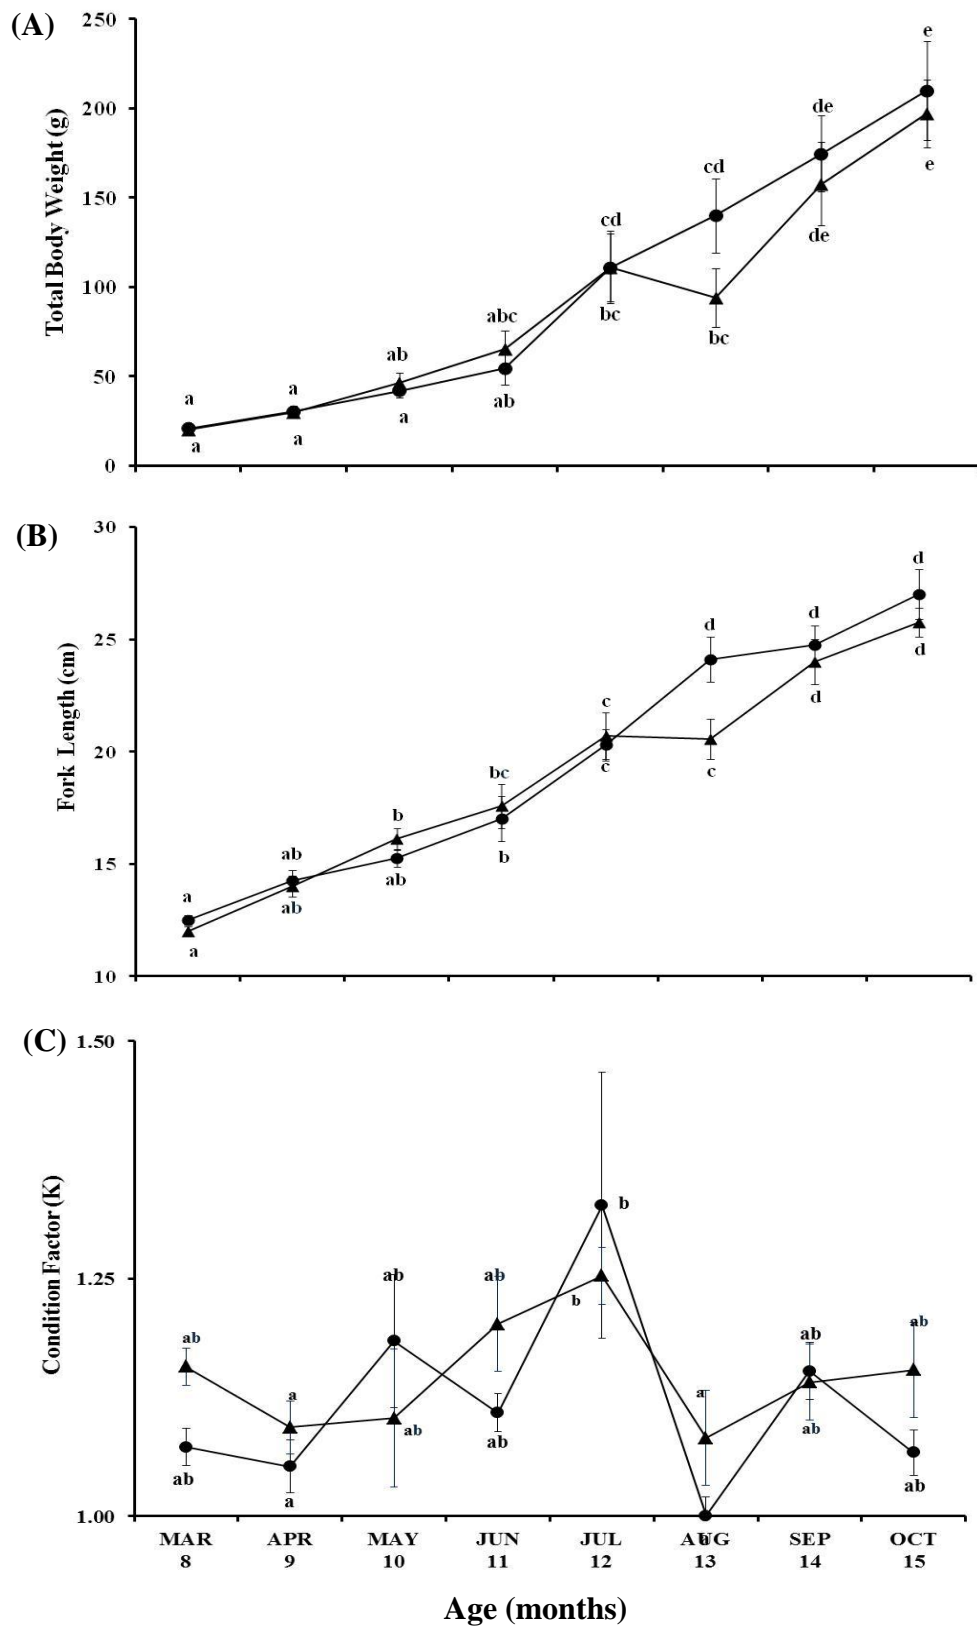 (A)
Total Body Weight (g)
250
200
150
100
50
0
a
a
a
a
ab
a
abc
ab
cd
bc
cd
bc
de
de
e
e
(B)
Fork Length (cm)
30
25
20
15
10
a
a
ab
ab
b
ab
bc
b
c
c
d
c
d
d
d
d
(C)
Condition Factor (K)
1.50
1.25
1.00
ab
ab
a
a
ab
ab
ab
ab
b
b
a
ab
ab
ab
ab
MAR APR MAY JUN JUL AUG SEP OCT
8 9 10 11 12 13 14 15
Age (months)